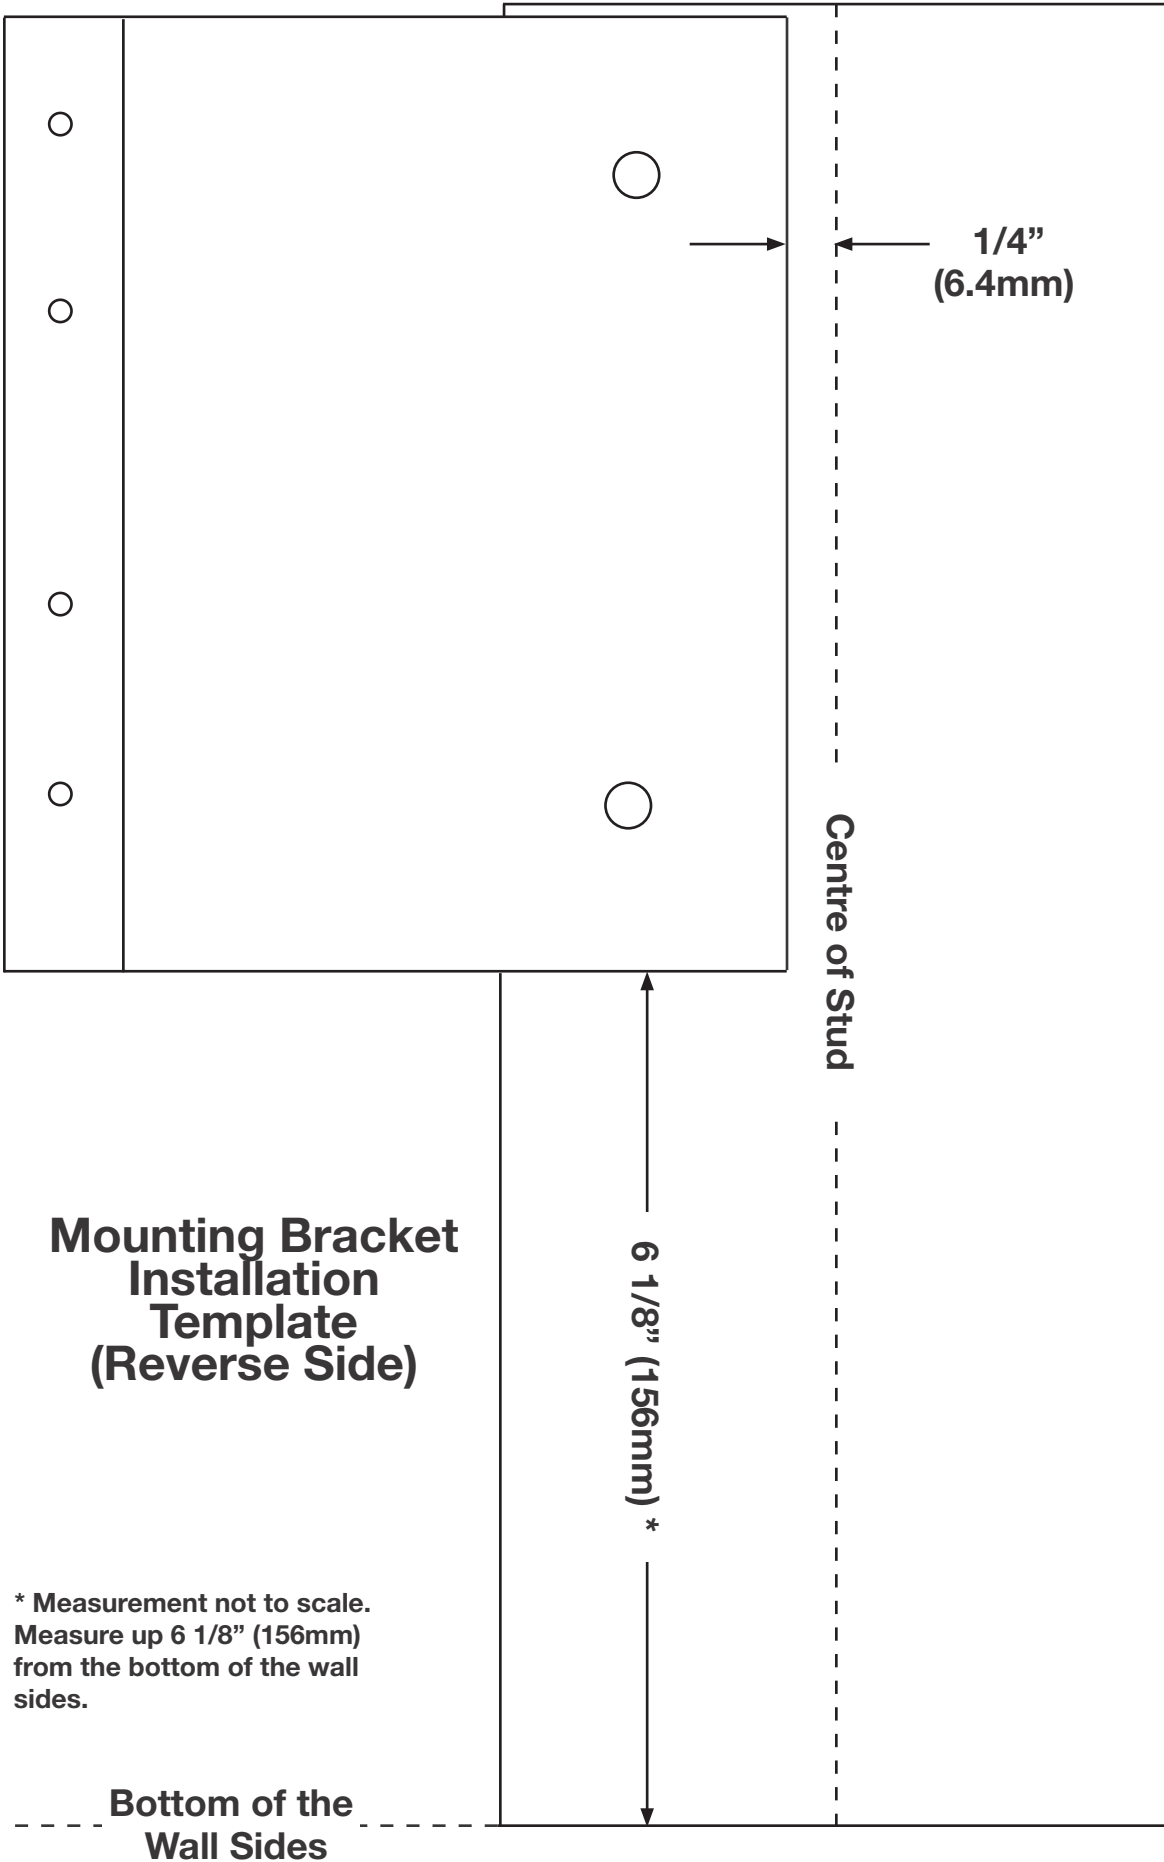 1/4”
(6.4mm)
Centre of Stud
6 1/8” (156mm) *
Mounting Bracket
Installation
Template
(Reverse Side)
* Measurement not to scale.
Measure up 6 1/8” (156mm)
from the bottom of the wall
sides.
Bottom of the
Wall Sides